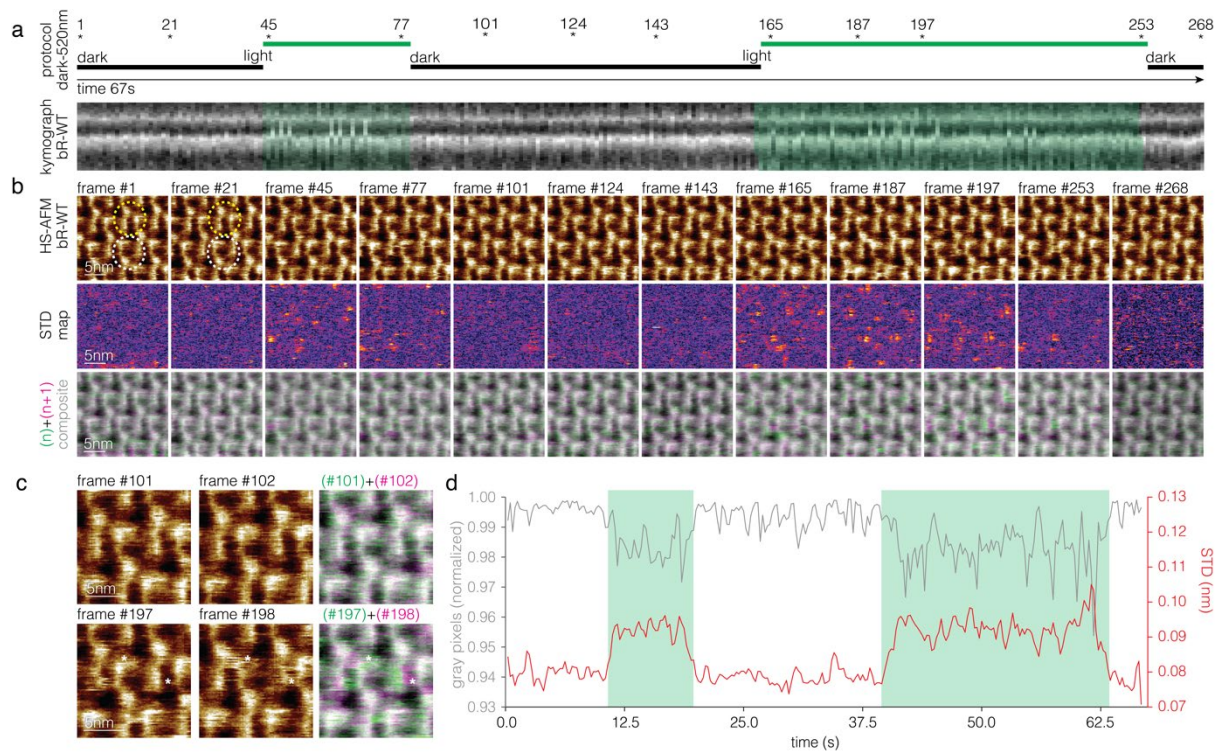 a
protocol
dark-520nm
1 21 45 77 101 124 143 165 187 197 253 268
* * * * * * * * * * * *
dark light dark light dark
time 67s
kymograph
bR-WT
b
frame #1 frame #21 frame #45 frame #77 frame #101 frame #124 frame #143 frame #165 frame #187 frame #197 frame #253 frame #268
HS-AFM
bR-WT
5nm
STD
map
5nm
(n)+(n+1)
composite
5nm
c
frame #101 frame #102 (#101)+(#102)
5nm
frame #197 frame #198 (#197)+(#198)
* * *
* * *
5nm
d
gray pixels (normalized)
1.00
0.99
0.98
0.97
0.96
0.95
0.94
0.93
0.0 12.5 25.0 37.5 50.0 62.5
time (s)
0.13
0.12
0.11
0.10
0.09
0.08
0.07
STD (nm)